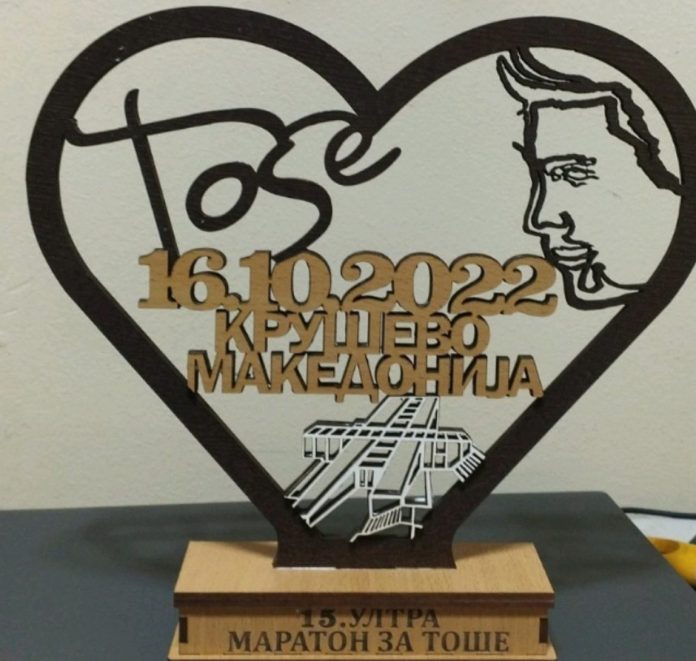 Tose
16.10.2022
КРУШЕВО
МАКЕДОНИЈА
15.УЛТРА
МАРАТОН ЗА ТОШЕ